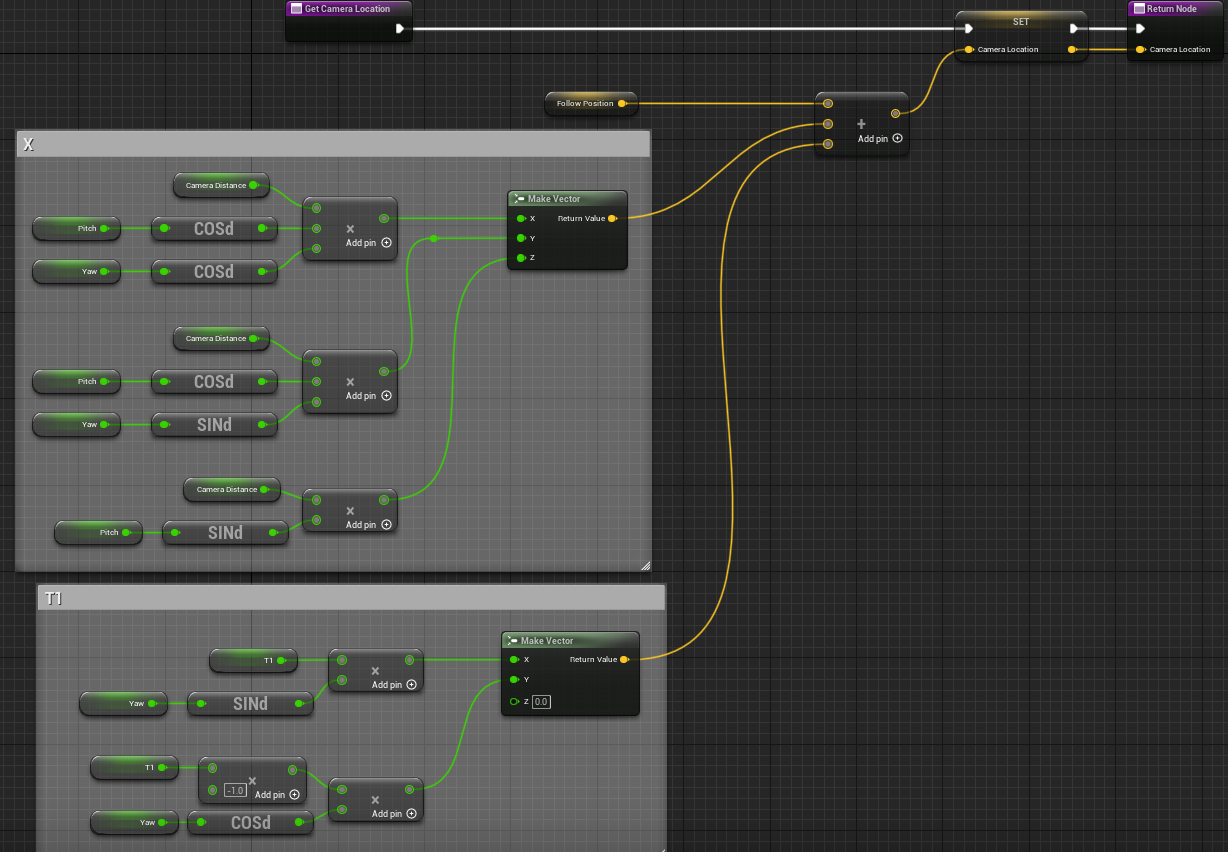 Get Camera Location
SET
Return Node
Camera Location
Camera Location
Follow Position
+
Add pin
X
Camera Distance
Make Vector
Pitch
COSd
×
Add pin
X
Return Value
Y
Yaw
COSd
Z
Camera Distance
Pitch
COSd
×
Add pin
Yaw
SINd
Camera Distance
×
Add pin
Pitch
SINd
T1
Make Vector
T1
×
Add pin
X
Return Value
Y
Yaw
SINd
Z 0.0
T1
×
-1.0
Add pin
×
Add pin
Yaw
COSd